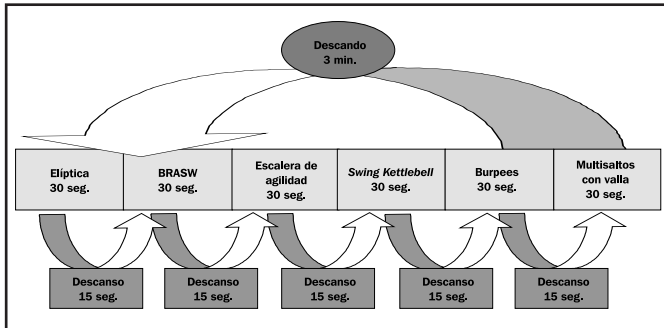 Descando
3 min.
Elíptica
30 seg.
BRASW
30 seg.
Escalera de
agilidad
30 seg.
Swing Kettlebell
30 seg.
Burpees
30 seg.
Multisaltos
con valla
30 seg.
Descanso
15 seg.
Descanso
15 seg.
Descanso
15 seg.
Descanso
15 seg.
Descanso
15 seg.